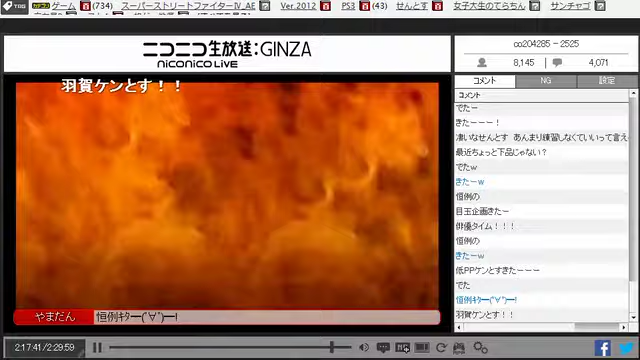 TAG ゲーム (734) スーパーストリートファイターⅣ_AE Ver.2012 PS3 (43) せんとす 女子大生のてらちん サンチャゴ
ニコニコ生放送:GINZA
niconico LIVE
羽賀ケンとす！！
やまだん 恒例ｷﾀ━(ﾟ∀ﾟ)━!
2:17:41/2:29:59
co204285 - 2525
8,145 4,071
コメント NG 設定
コメント
でたー
きたーーー！
凄いなせんとす あんまり練習しなくていいって言え
最近ちょっと下品じゃない？
でたw
きたーw
恒例の
目玉企画きたー
俳優タイム！！！
恒例の
きたーw
低PPケンとすきたーーー
でた
恒例ｷﾀ━(ﾟ∀ﾟ)━!
羽賀ケンとす！！